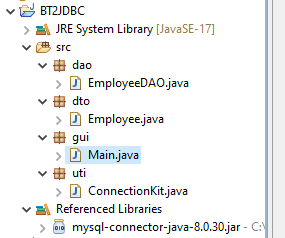 BT2JDBC
JRE System Library [JavaSE-17]
src
dao
EmployeeDAO.java
dto
Employee.java
gui
Main.java
uti
ConnectionKit.java
Referenced Libraries
mysql-connector-java-8.0.30.jar - C:\